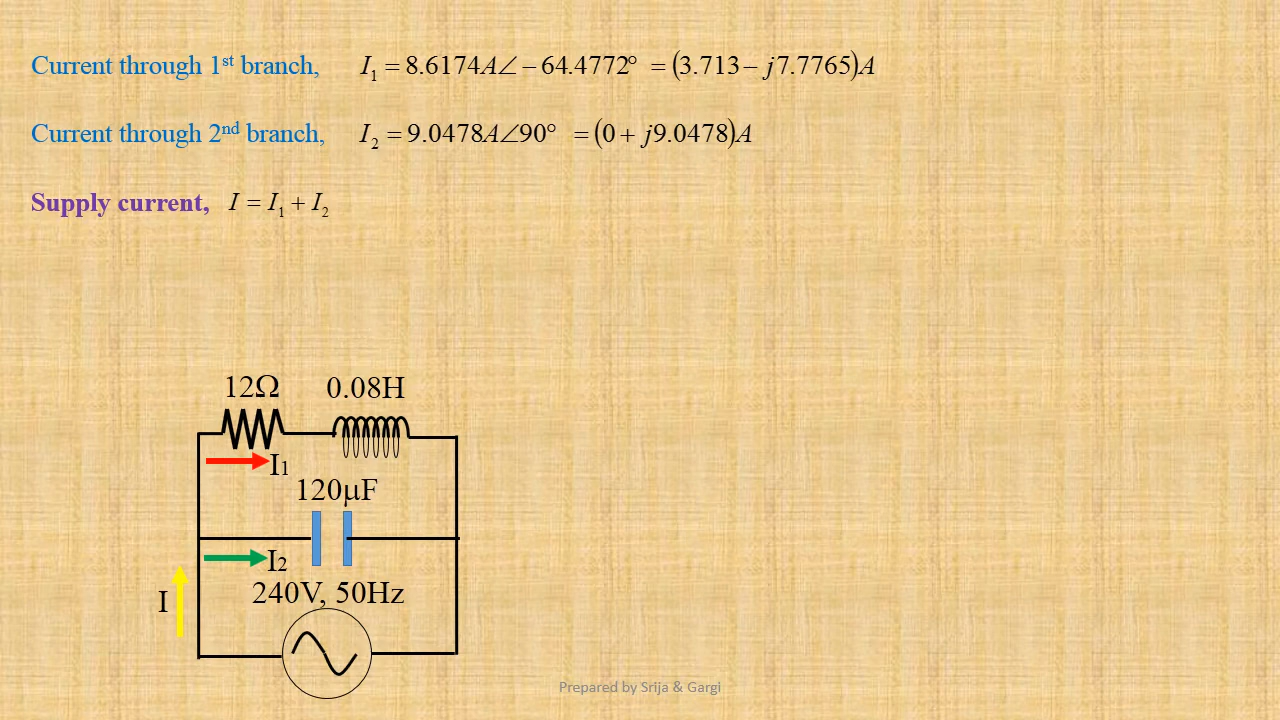 Current through 1st branch, I1 = 8.6174A∠−64.4772° = (3.713 − j7.7765)A
Current through 2nd branch, I2 = 9.0478A∠90° = (0 + j9.0478)A
Supply current, I = I1 + I2
12Ω 0.08H
I1
120μF
I2
240V, 50Hz
I
Prepared by Srija & Gargi